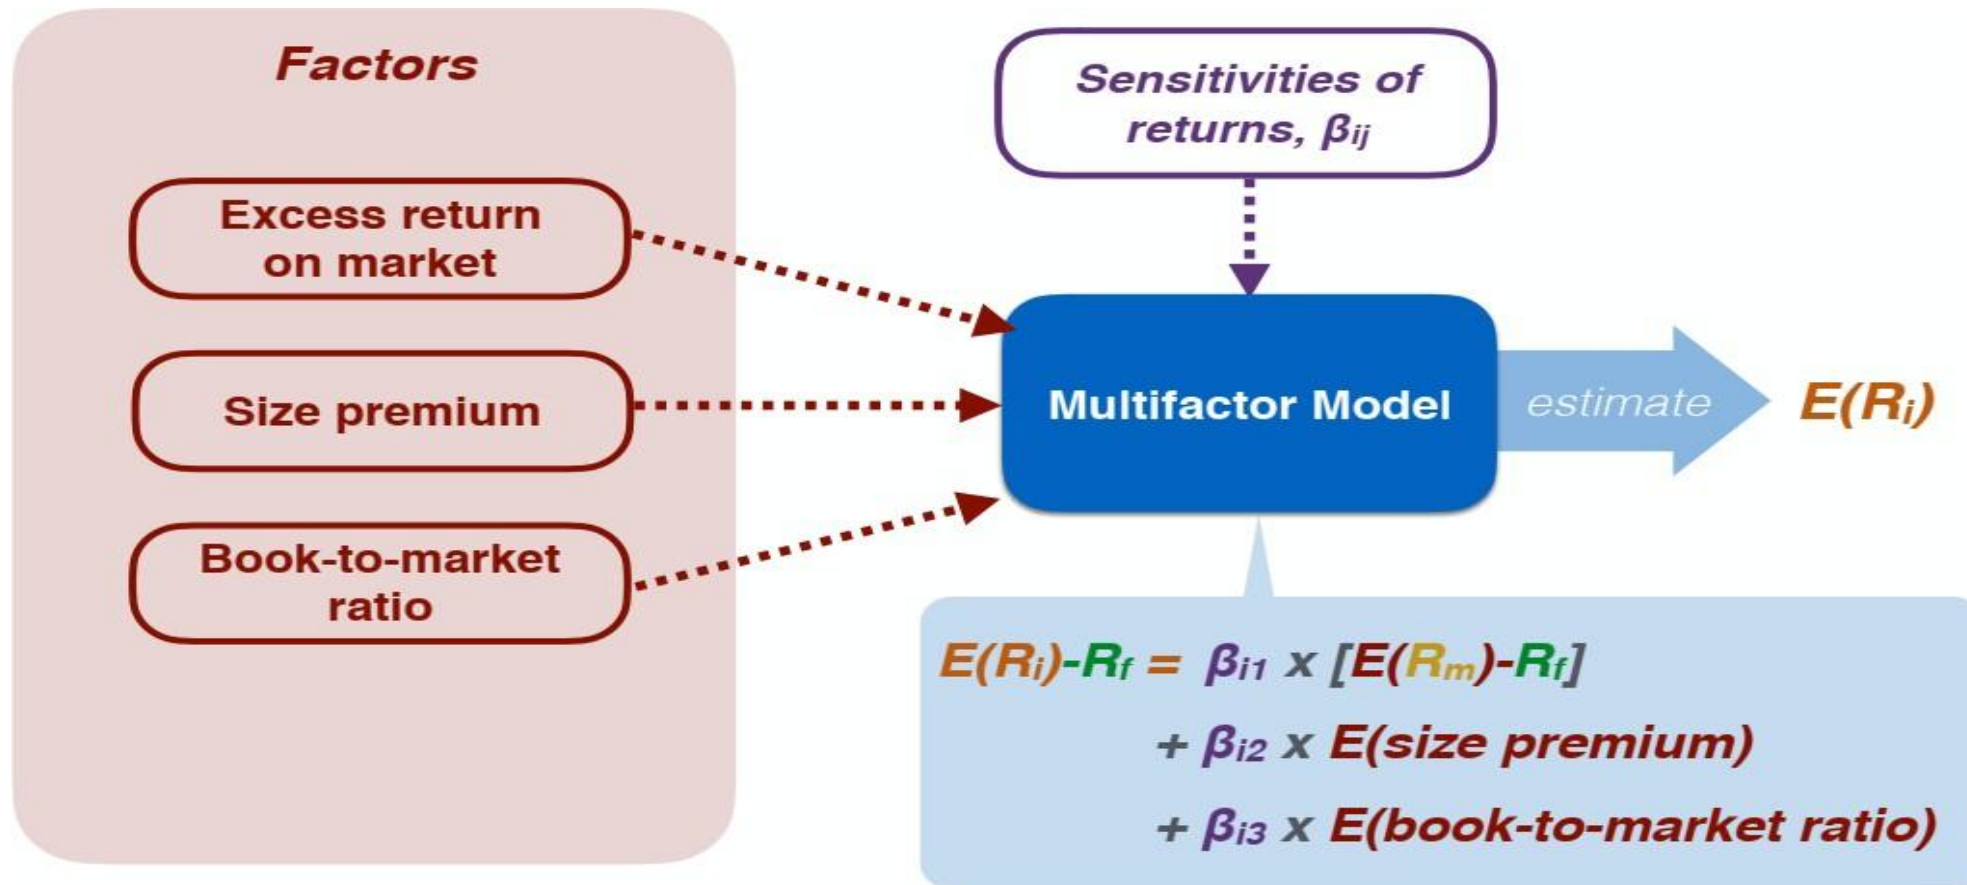 Factors
Excess return
on market
Size premium
Book-to-market
ratio
Sensitivities of
returns, βij
Multifactor Model
estimate
E(Ri)
E(Ri)-Rf = βi1 x [E(Rm)-Rf]
+ βi2 x E(size premium)
+ βi3 x E(book-to-market ratio)